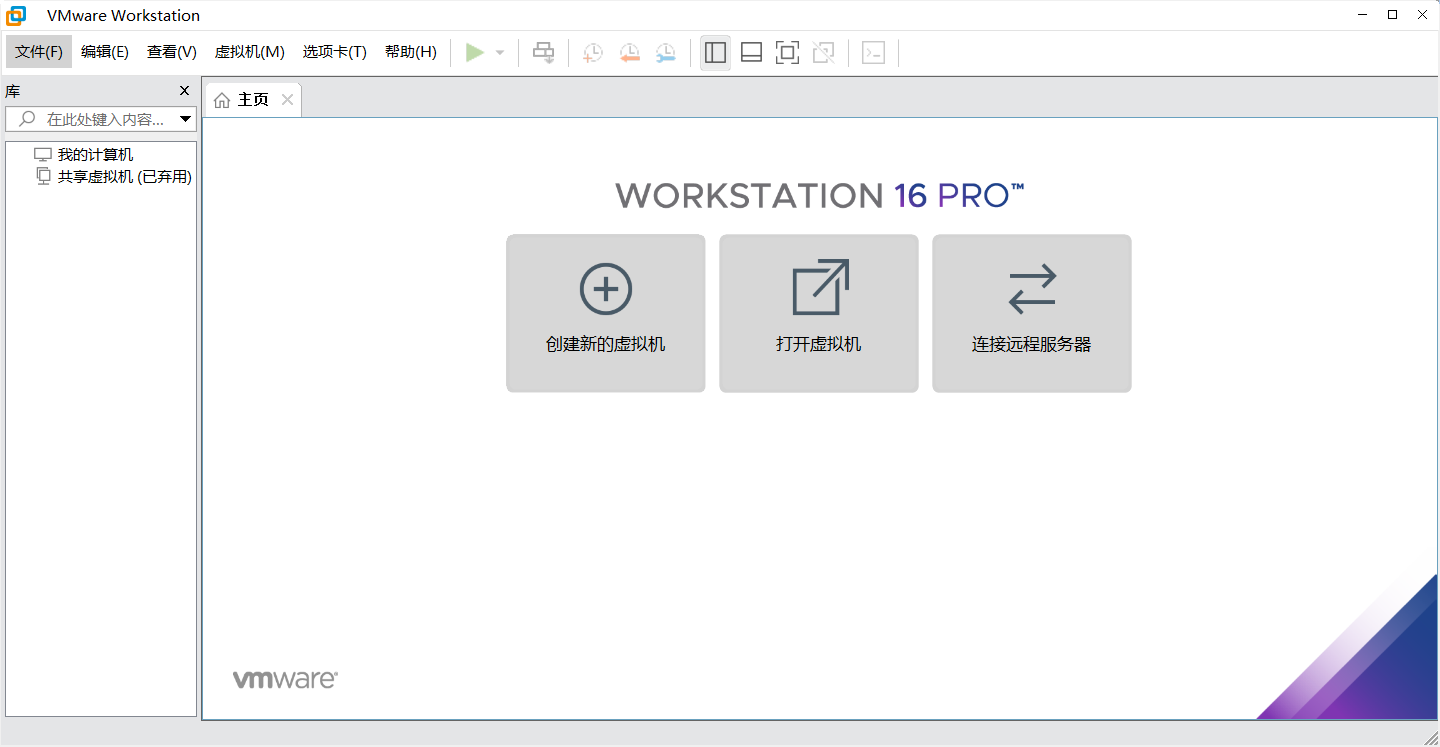 VMware Workstation
文件(F) 编辑(E) 查看(V) 虚拟机(M) 选项卡(T) 帮助(H)
库
在此处键入内容...
我的计算机
共享虚拟机 (已弃用)
主页
WORKSTATION 16 PRO™
创建新的虚拟机 打开虚拟机 连接远程服务器
vmware®